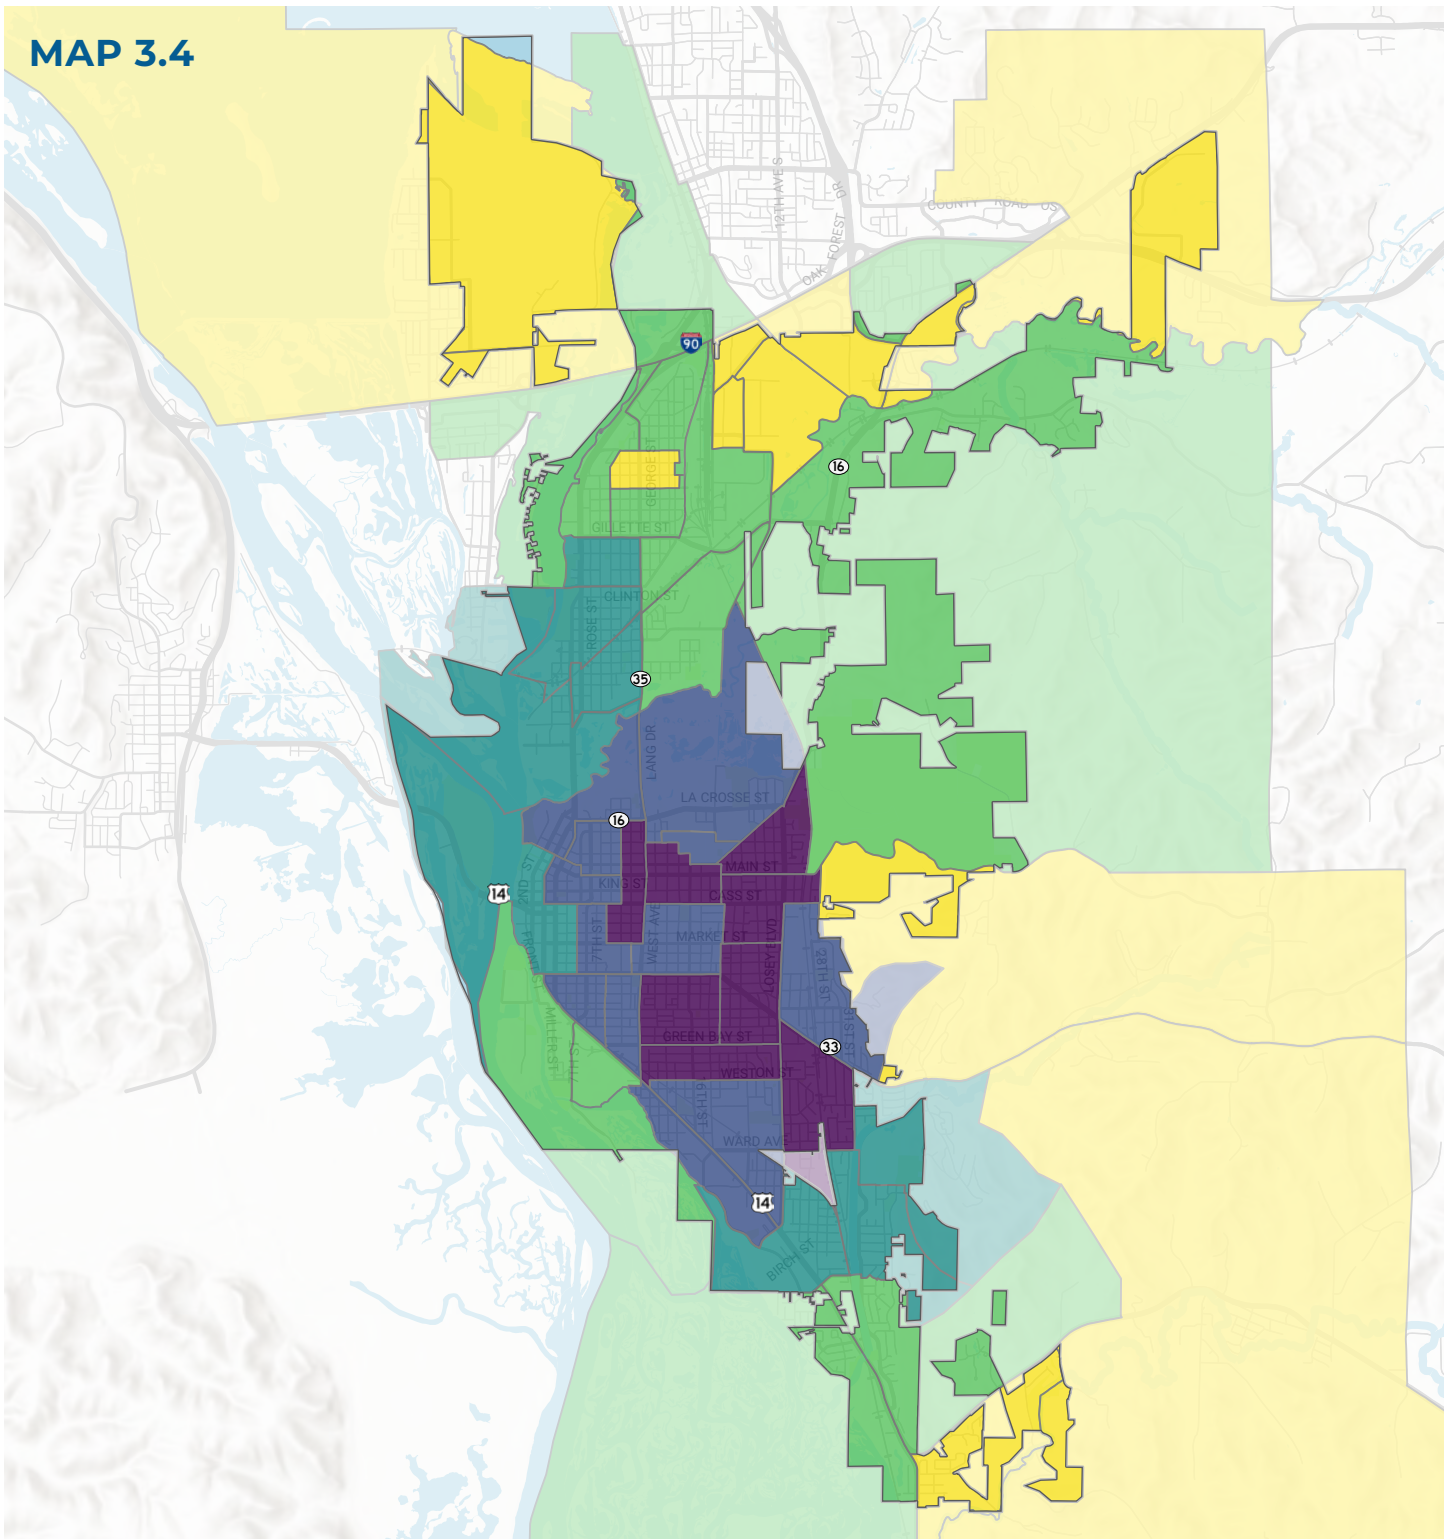 MAP 3.4
12TH AVE S
OAK FOREST DR
COUNTY ROAD OS
90
16
GEORGE ST
GILLETTE ST
CLINTON ST
ROSE ST
35
LANG DR
LA CROSSE ST
16
MAIN ST
KING ST
CASS ST
14
2ND ST
FRONT ST
7TH ST
WEST AVE
MARKET ST
LOSEY BLVD
28TH ST
31ST ST
33
GREEN BAY ST
MILLER ST
7TH ST
WESTON ST
16TH ST
WARD AVE
14
BIRCH ST